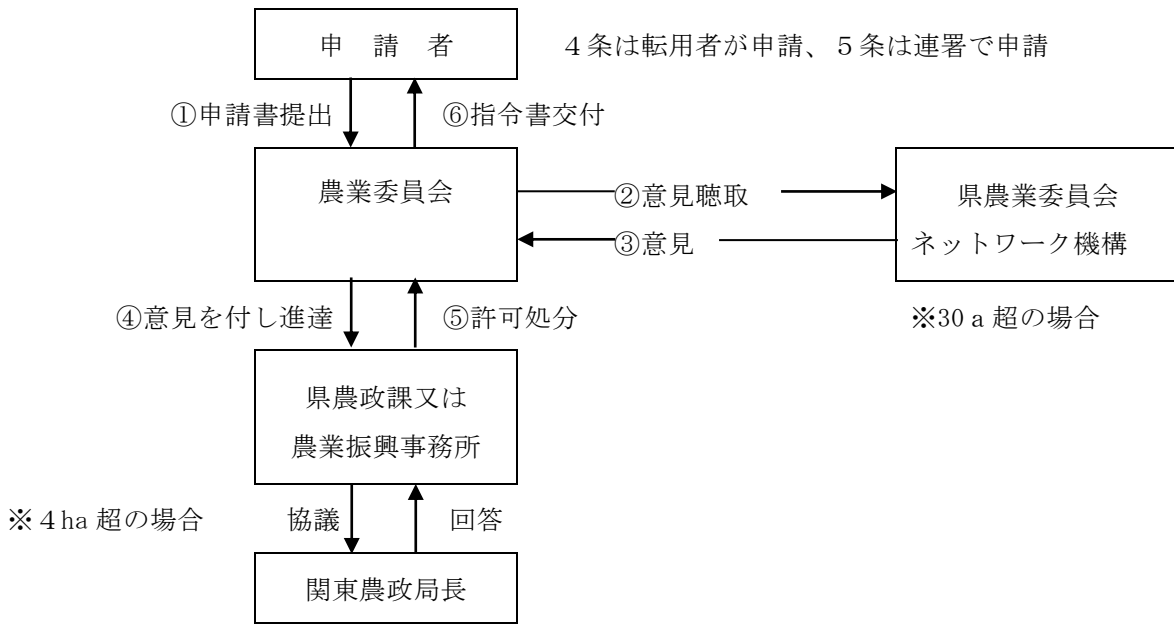 申 請 者
４条は転用者が申請、５条は連署で申請
①申請書提出
⑥指令書交付
農業委員会
②意見聴取
③意見
県農業委員会
ネットワーク機構
④意見を付し進達
⑤許可処分
※30ａ超の場合
県農政課又は
農業振興事務所
※４ha 超の場合
協議
回答
関東農政局長